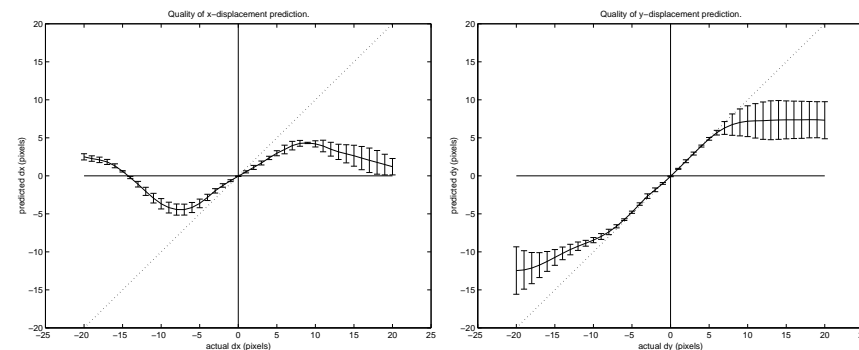 Quality of x−displacement prediction.
20
15
10
5
0
−5
−10
−15
−20
predicted dx (pixels)
−25 −20 −15 −10 −5 0 5 10 15 20 25
actual dx (pixels)
Quality of y−displacement prediction.
20
15
10
5
0
−5
−10
−15
−20
predicted dy (pixels)
−25 −20 −15 −10 −5 0 5 10 15 20
actual dy (pixels)